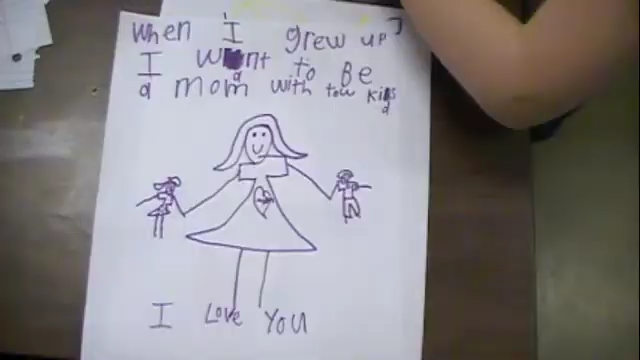 When I grew up
I want to Be
a mom with tow kids
I Love You